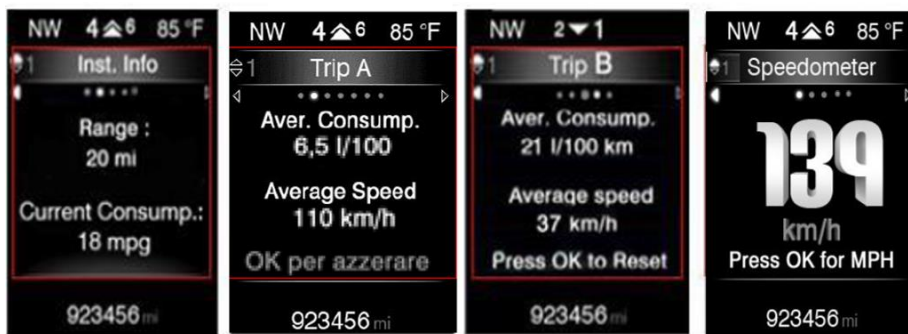 NW 4 6 85 °F
1 Inst. Info
Range :
20 mi
Current Consump.:
18 mpg
923456 mi
NW 4 6 85 °F
1 Trip A
Aver. Consump.
6,5 l/100
Average Speed
110 km/h
OK per azzerare
923456 mi
NW 2 1
1 Trip B
Aver. Consump.
21 l/100 km
Average speed
37 km/h
Press OK to Reset
923456 mi
NW 4 6 85 °F
1 Speedometer
139
km/h
Press OK for MPH
923456 mi